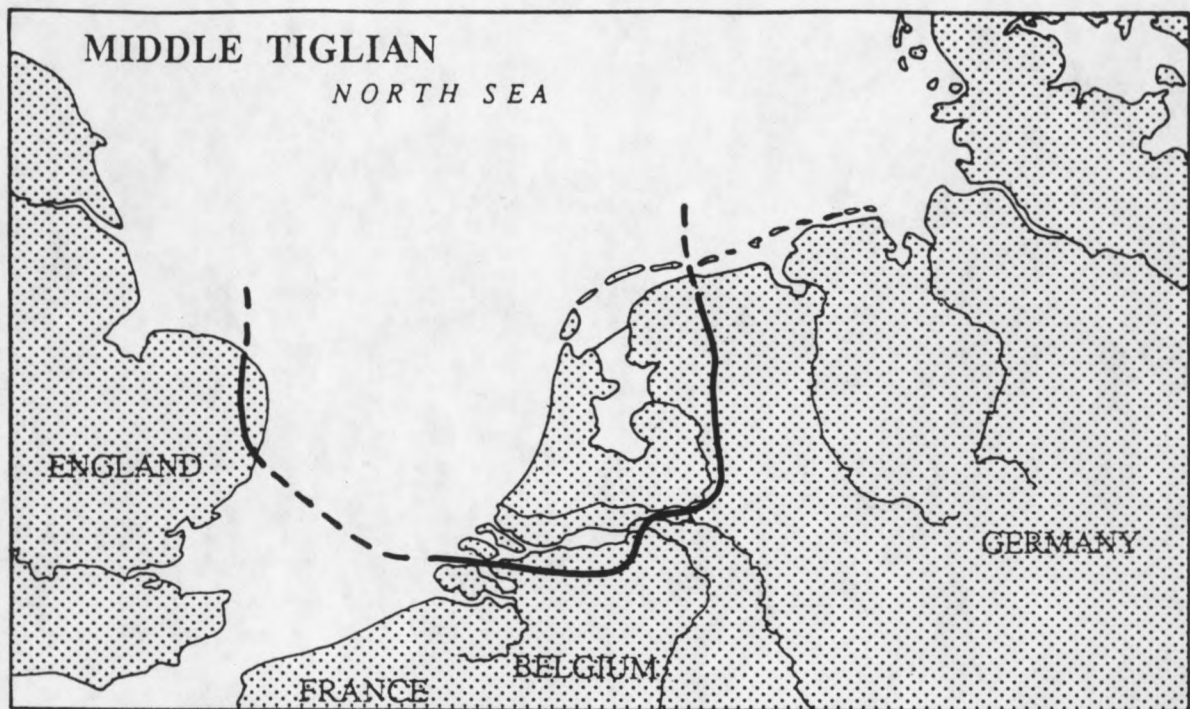 MIDDLE TIGLIAN
NORTH SEA
ENGLAND
GERMANY
BELGIUM
FRANCE